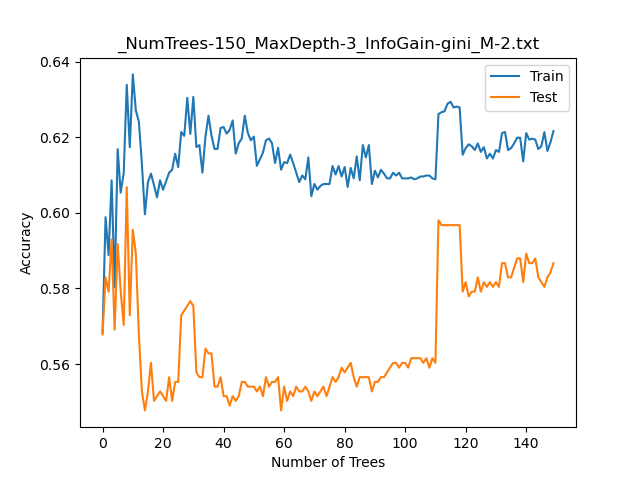 _NumTrees-150_MaxDepth-3_InfoGain-gini_M-2.txt
Train
Test
Accuracy
0.64
0.62
0.60
0.58
0.56
0 20 40 60 80 100 120 140
Number of Trees